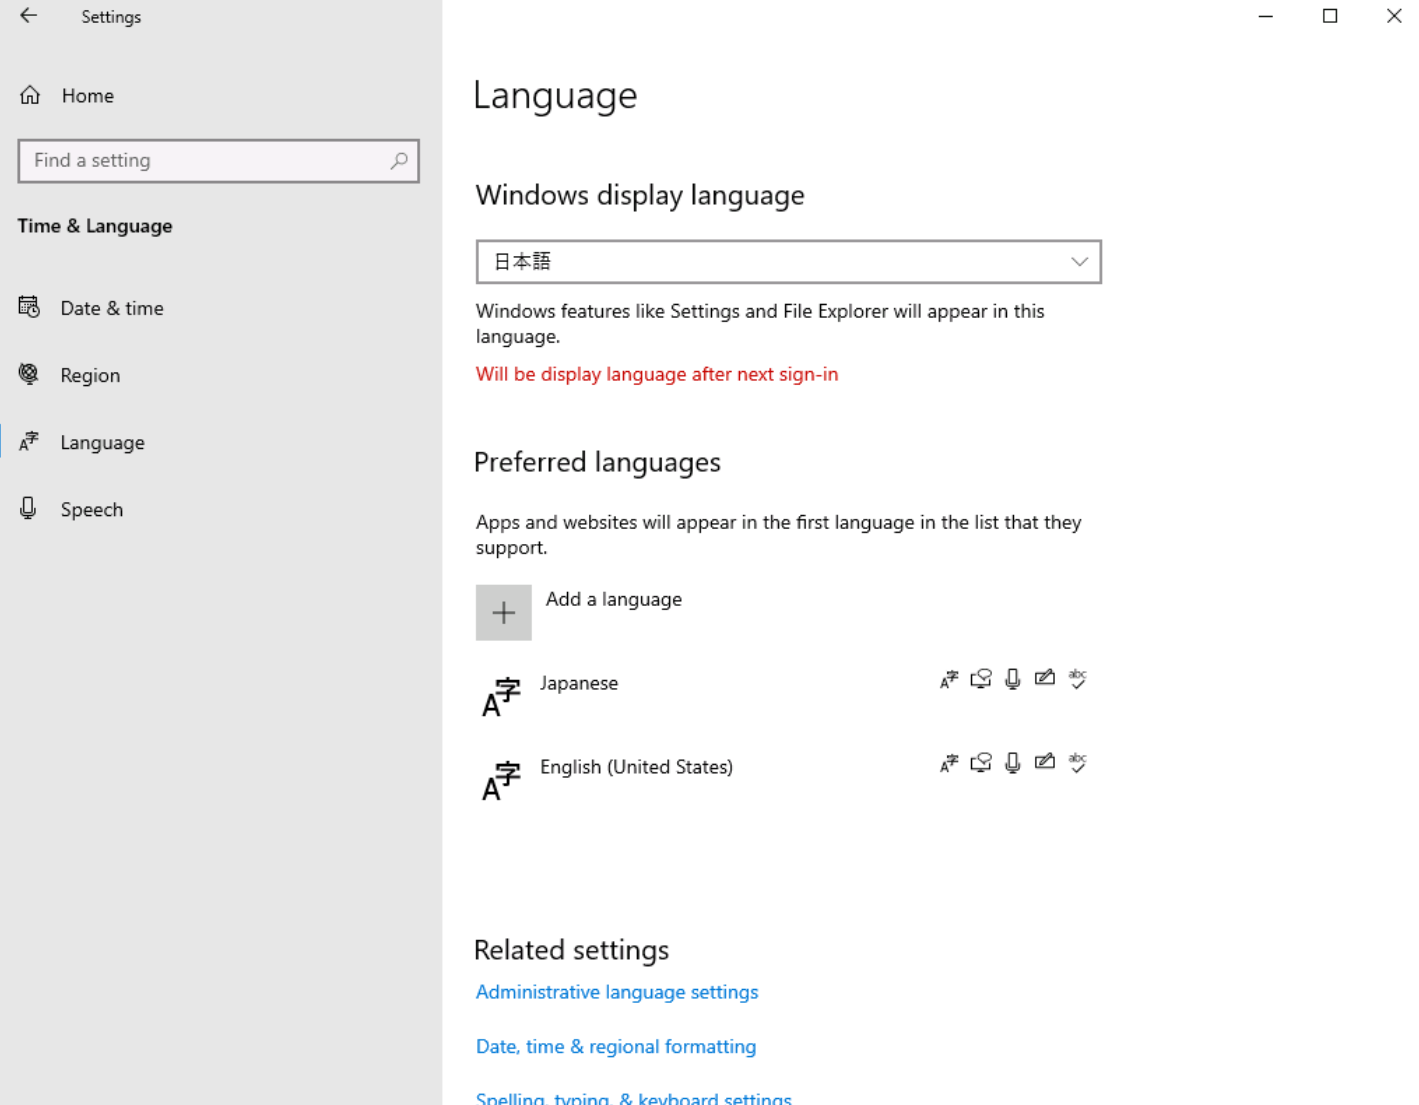 Settings
Home
Find a setting
Time & Language
Date & time
Region
Language
Speech
Language
Windows display language
日本語
Windows features like Settings and File Explorer will appear in this
language.
Will be display language after next sign-in
Preferred languages
Apps and websites will appear in the first language in the list that they
support.
Add a language
Japanese
English (United States)
Related settings
Administrative language settings
Date, time & regional formatting
Spelling, typing, & keyboard settings